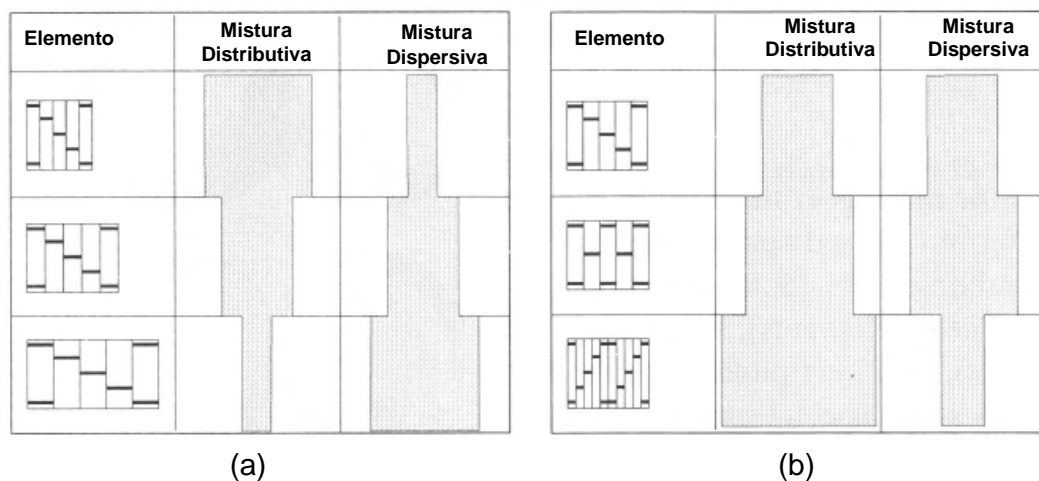 Elemento
Mistura
Distributiva
Mistura
Dispersiva
Elemento
Mistura
Distributiva
Mistura
Dispersiva
(a)
(b)